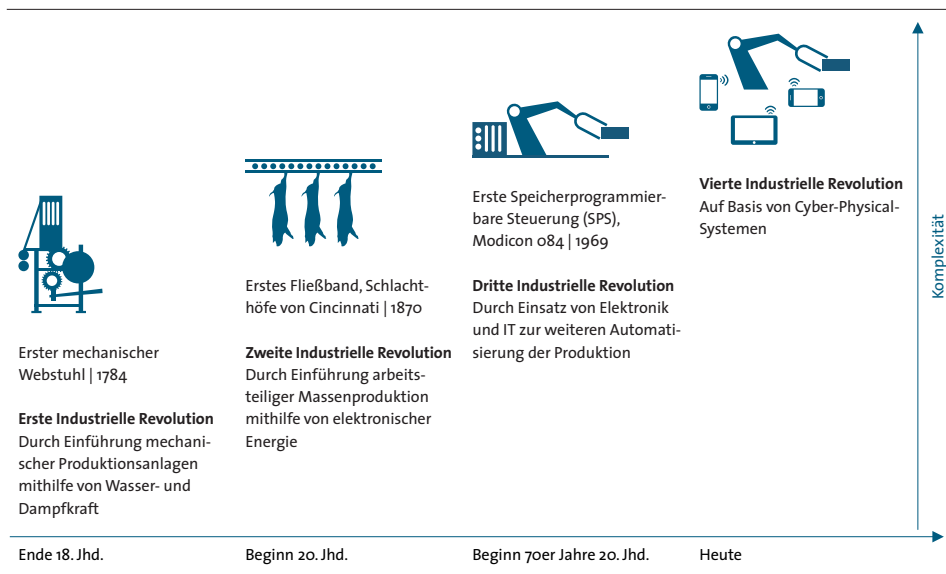 Erster mechanischer
Webstuhl | 1784
Erste Industrielle Revolution
Durch Einführung mechani-
scher Produktionsanlagen
mithilfe von Wasser- und
Dampfkraft
Ende 18. Jhd.
Erstes Fließband, Schlacht-
höfe von Cincinnati | 1870
Zweite Industrielle Revolution
Durch Einführung arbeits-
teiliger Massenproduktion
mithilfe von elektronischer
Energie
Beginn 20. Jhd.
Erste Speicherprogrammier-
bare Steuerung (SPS),
Modicon 084 | 1969
Dritte Industrielle Revolution
Durch Einsatz von Elektronik
und IT zur weiteren Automati-
sierung der Produktion
Beginn 70er Jahre 20. Jhd.
Vierte Industrielle Revolution
Auf Basis von Cyber-Physical-
Systemen
Heute
Komplexität